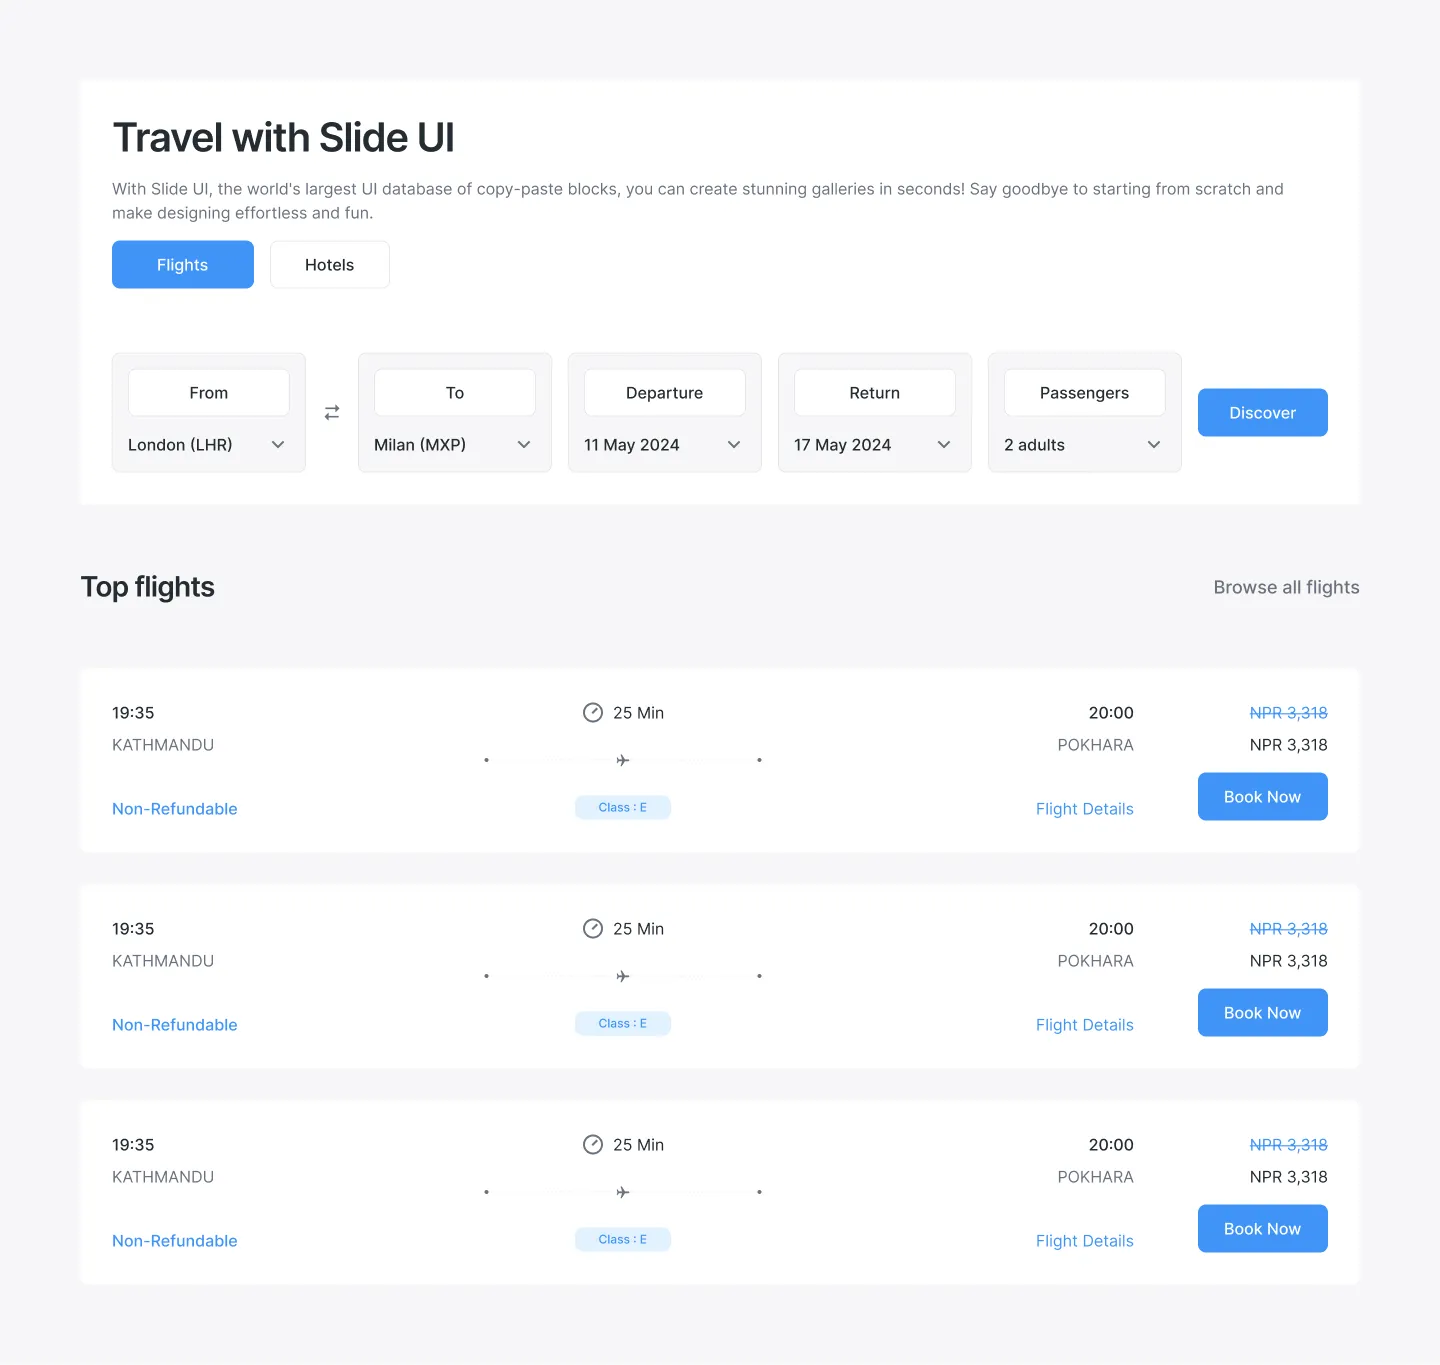 Travel with Slide UI
With Slide UI, the world's largest UI database of copy-paste blocks, you can create stunning galleries in seconds! Say goodbye to starting from scratch and
make designing effortless and fun.
Flights
Hotels
From
London (LHR)
To
Milan (MXP)
Departure
11 May 2024
Return
17 May 2024
Passengers
2 adults
Discover
Top flights
Browse all flights
19:35
KATHMANDU
Non-Refundable
25 Min
Class : E
20:00
POKHARA
Flight Details
NPR 3,318
NPR 3,318
Book Now
19:35
KATHMANDU
Non-Refundable
25 Min
Class : E
20:00
POKHARA
Flight Details
NPR 3,318
NPR 3,318
Book Now
19:35
KATHMANDU
Non-Refundable
25 Min
Class : E
20:00
POKHARA
Flight Details
NPR 3,318
NPR 3,318
Book Now